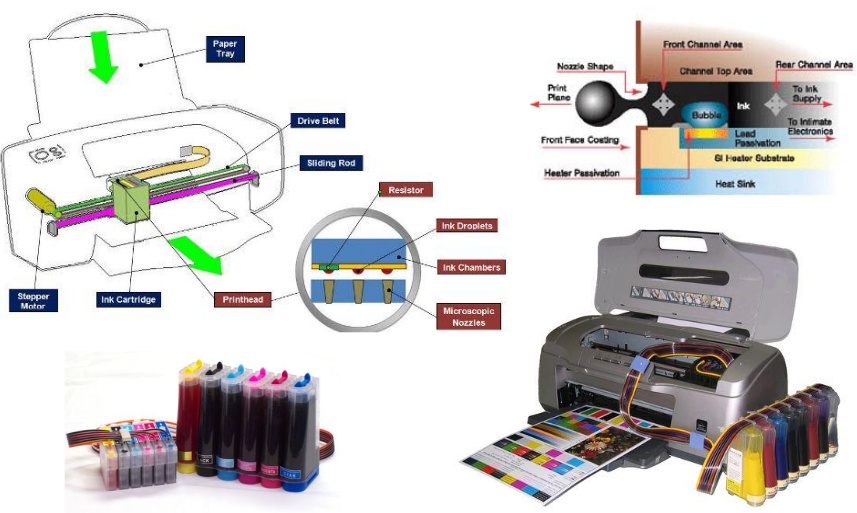 Paper
Tray
Drive Belt
Sliding Rod
Resistor
Ink Droplets
Ink Chambers
Microscopic
Nozzles
Stepper
Motor
Ink Cartridge
Printhead
Front Channel Area
Nozzle Shape
Channel Top Area
Rear Channel Area
Print
Plane
To Ink
Supply
Ink
Bubble
To Intimate
Electronics
Front Face Coating
Lead
Passivation
Si Heater Substrate
Heater Passivation
Heat Sink